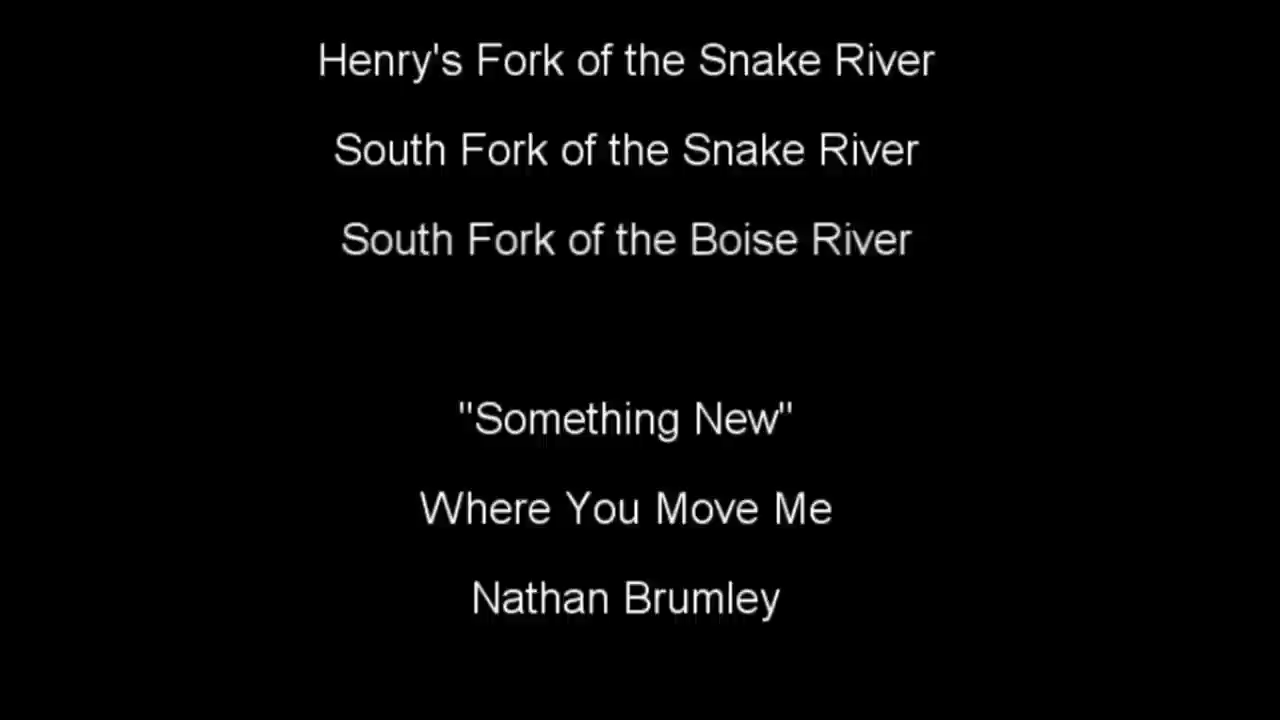 Henry's Fork of the Snake River
South Fork of the Snake River
South Fork of the Boise River
"Something New"
Where You Move Me
Nathan Brumley